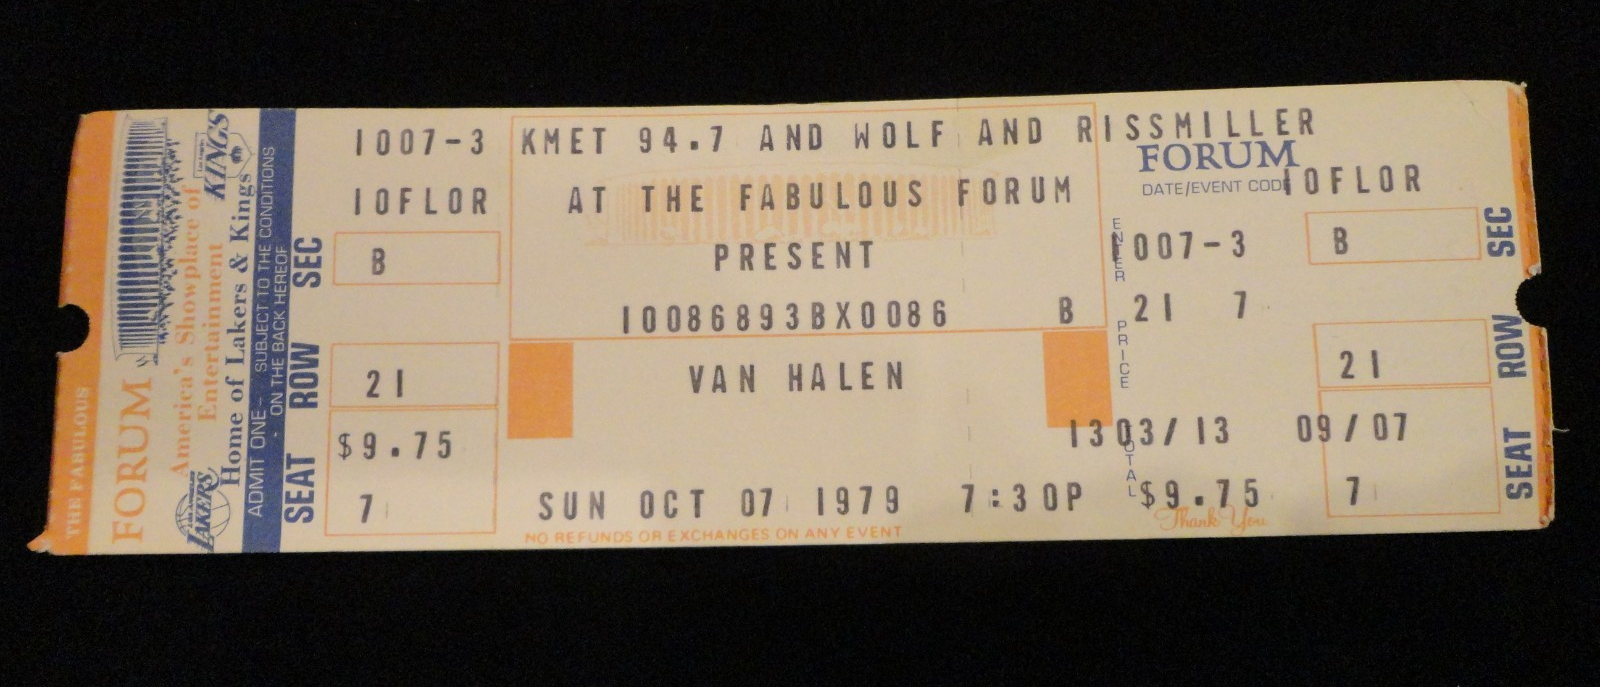 THE FABULOUS
FORUM
America's Showplace of
Entertainment
Home of Lakers & Kings
LAKERS
KINGS
ADMIT ONE - SUBJECT TO THE CONDITIONS
- ON THE BACK HEREOF
SEC
ROW
SEAT
1007-3
IOFLOR
B
21
$9.75
7
KMET 94.7 AND WOLF AND RISSMILLER
AT THE FABULOUS FORUM
PRESENT
10086893BX0086 B
VAN HALEN
SUN OCT 07 1979 7:30P
NO REFUNDS OR EXCHANGES ON ANY EVENT
FORUM
DATE/EVENT CODE
IOFLOR
ENTER
1007-3
21 7
PRICE
1303/13 09/07
TOTAL
$9.75
Thank You
B
21
7
SEC
ROW
SEAT